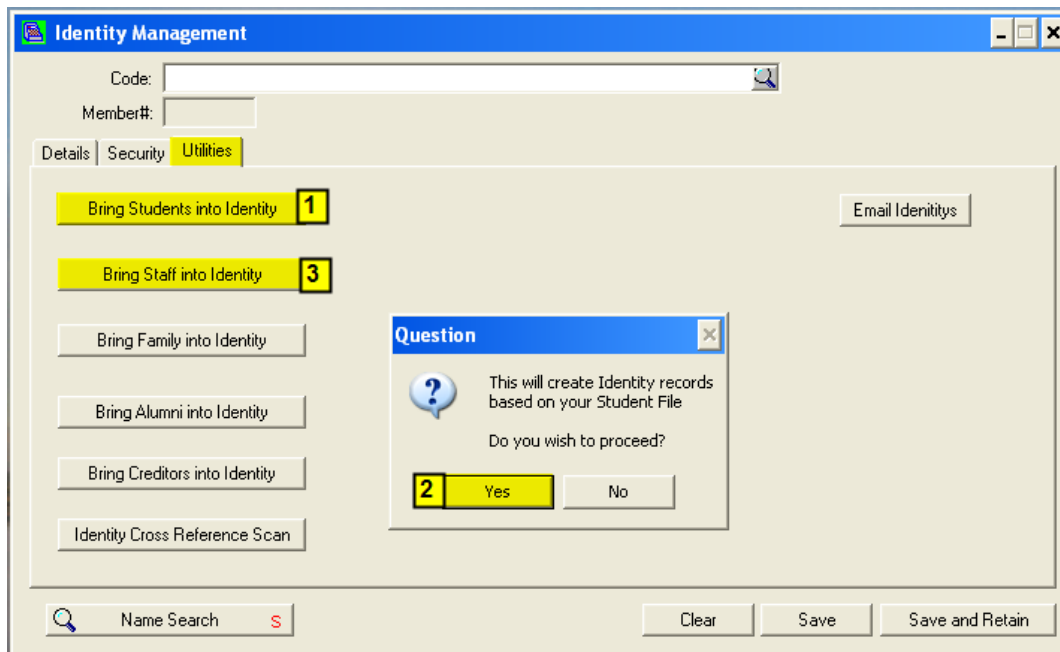 Identity Management
Code:
Member#:
Details Security Utilities
Bring Students into Identity 1
Email Idenititys
Bring Staff into Identity 3
Bring Family into Identity
Question
This will create Identity records
based on your Student File
Do you wish to proceed?
Bring Alumni into Identity
Bring Creditors into Identity
2 Yes No
Identity Cross Reference Scan
Name Search S
Clear Save Save and Retain